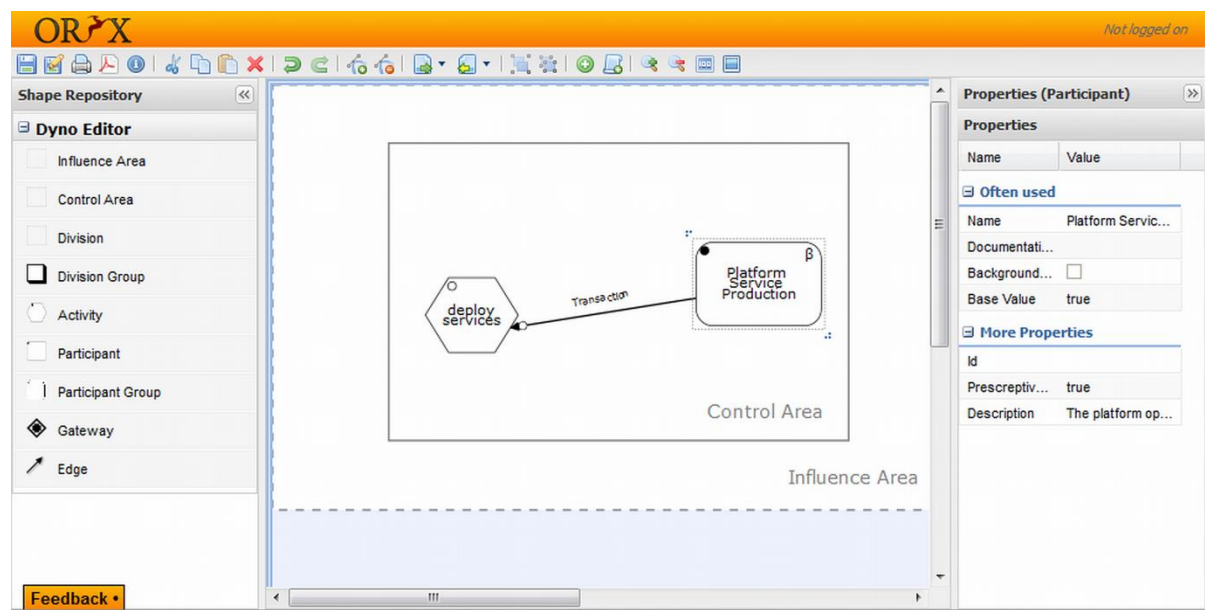 ORYX
Not logged on
Shape Repository
Dyno Editor
Influence Area
Control Area
Division
Division Group
Activity
Participant
Participant Group
Gateway
Edge
Feedback •
deploy
services
Transaction
β
Platform
Service
Production
Control Area
Influence Area
Properties (Participant)
Properties
Name Value
Often used
Name Platform Servic...
Documentati...
Background...
Base Value true
More Properties
Id
Prescreptiv... true
Description The platform op...